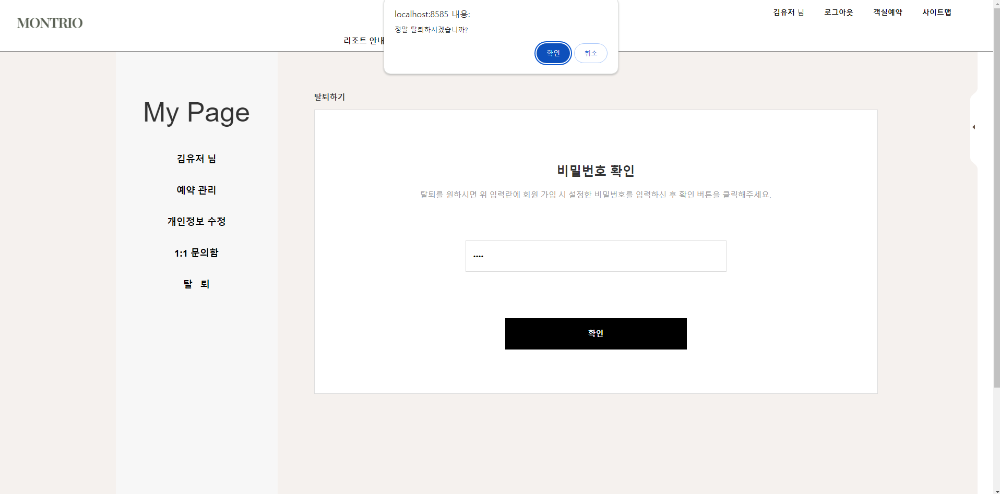 MONTRIO
김유저 님
로그아웃
객실예약
사이트맵
리조트 안내
localhost:8585 내용:
정말 탈퇴하시겠습니까?
확인
취소
My Page
김유저 님
예약 관리
개인정보 수정
1:1 문의함
탈 퇴
탈퇴하기
비밀번호 확인
탈퇴를 원하시면 위 입력란에 회원 가입 시 설정한 비밀번호를 입력하신 후 확인 버튼을 클릭해주세요.
••••
확인